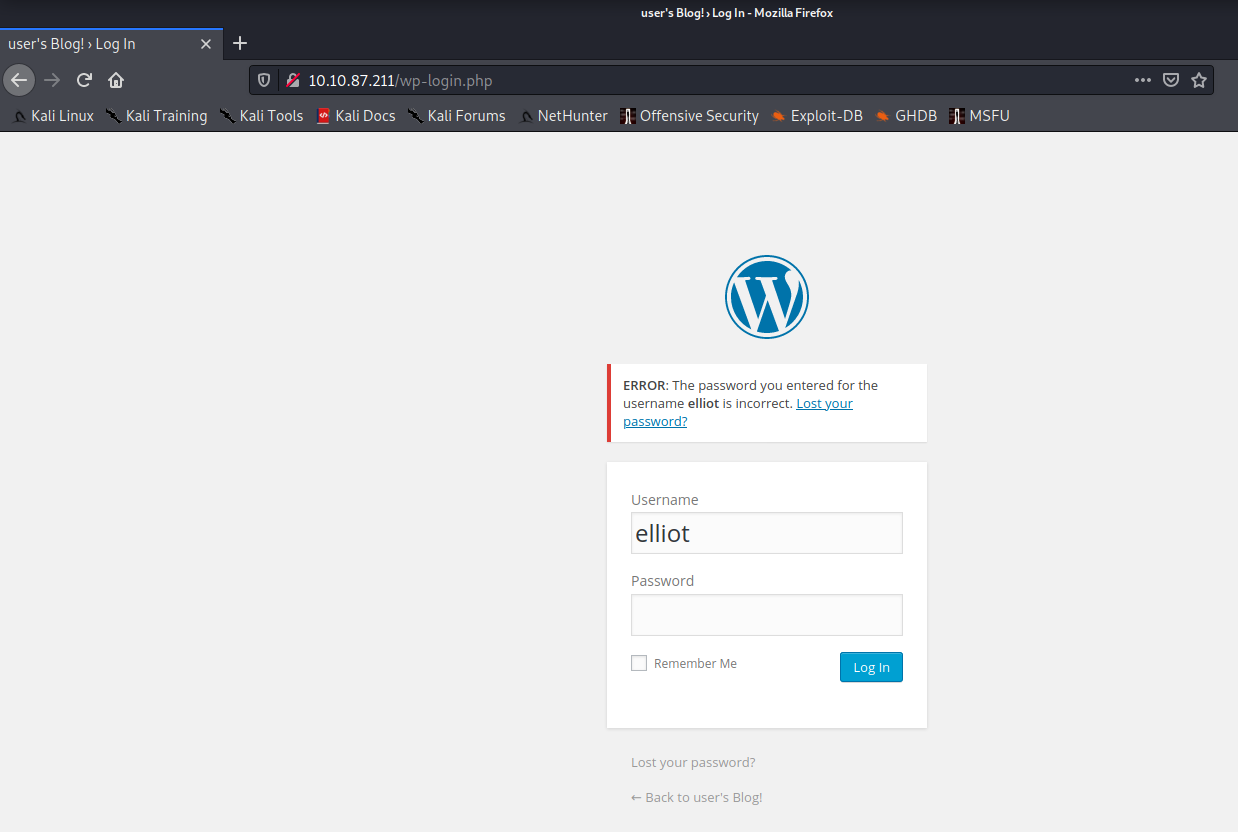 user's Blog! › Log In - Mozilla Firefox
user's Blog! › Log In
10.10.87.211/wp-login.php
Kali Linux Kali Training Kali Tools Kali Docs Kali Forums NetHunter Offensive Security Exploit-DB GHDB MSFU
ERROR: The password you entered for the
username elliot is incorrect. Lost your
password?
Username
elliot
Password
Remember Me Log In
Lost your password?
← Back to user's Blog!